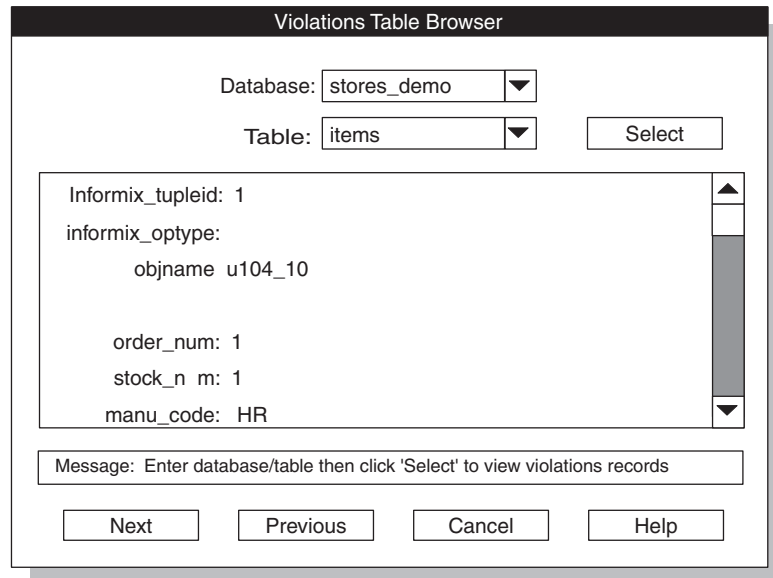 Violations Table Browser
Database: stores_demo
Table: items
Select
Informix_tupleid: 1
informix_optype:
objname u104_10
order_num: 1
stock_n m: 1
manu_code: HR
Message: Enter database/table then click 'Select' to view violations records
Next Previous Cancel Help